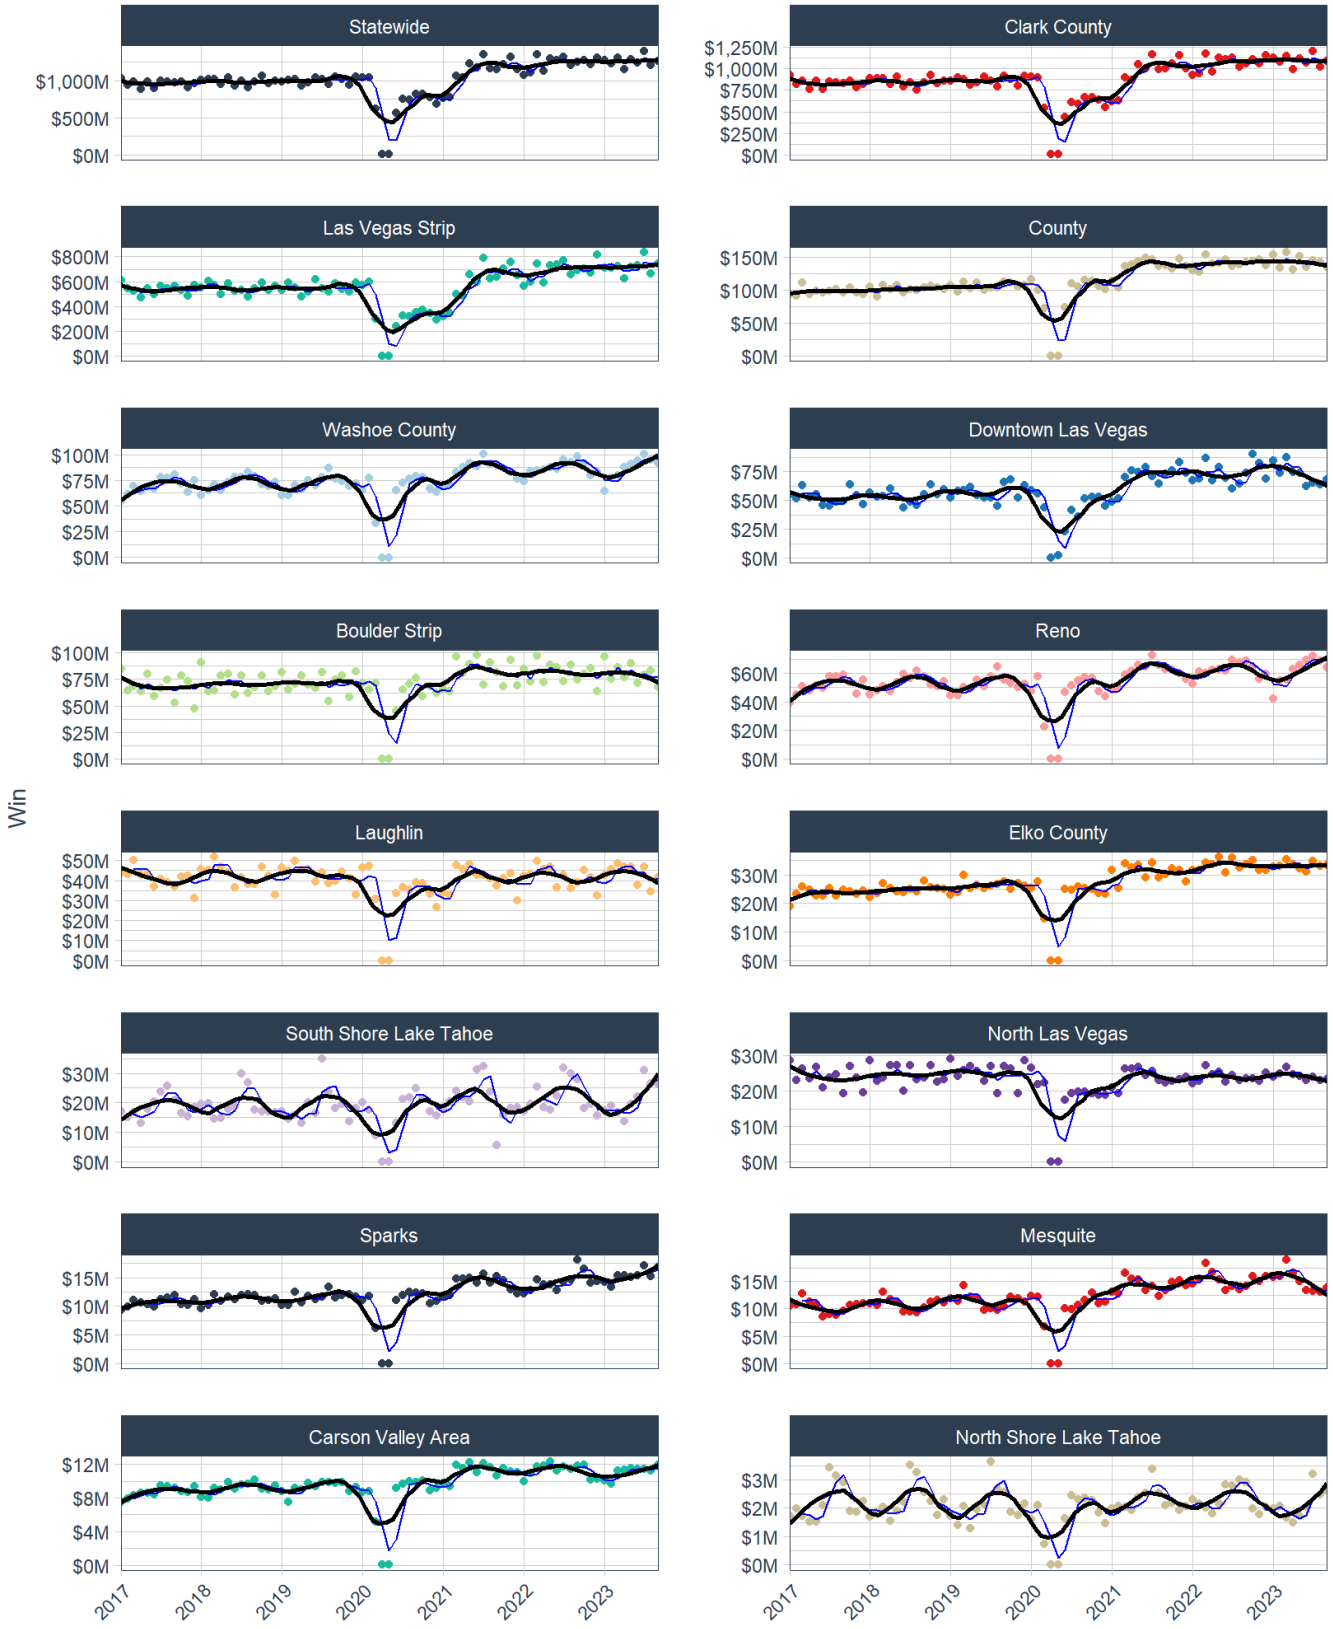 Statewide
$1,000M
$500M
$0M
Clark County
$1,250M
$1,000M
$750M
$500M
$250M
$0M
Las Vegas Strip
$800M
$600M
$400M
$200M
$0M
County
$150M
$100M
$50M
$0M
Washoe County
$100M
$75M
$50M
$25M
$0M
Downtown Las Vegas
$75M
$50M
$25M
$0M
Boulder Strip
$100M
$75M
$50M
$25M
$0M
Reno
$60M
$40M
$20M
$0M
Win
Laughlin
$50M
$40M
$30M
$20M
$10M
$0M
Elko County
$30M
$20M
$10M
$0M
South Shore Lake Tahoe
$30M
$20M
$10M
$0M
North Las Vegas
$30M
$20M
$10M
$0M
Sparks
$15M
$10M
$5M
$0M
Mesquite
$15M
$10M
$5M
$0M
Carson Valley Area
$12M
$8M
$4M
$0M
2017
2018
2019
2020
2021
2022
2023
North Shore Lake Tahoe
$3M
$2M
$1M
$0M
2017
2018
2019
2020
2021
2022
2023